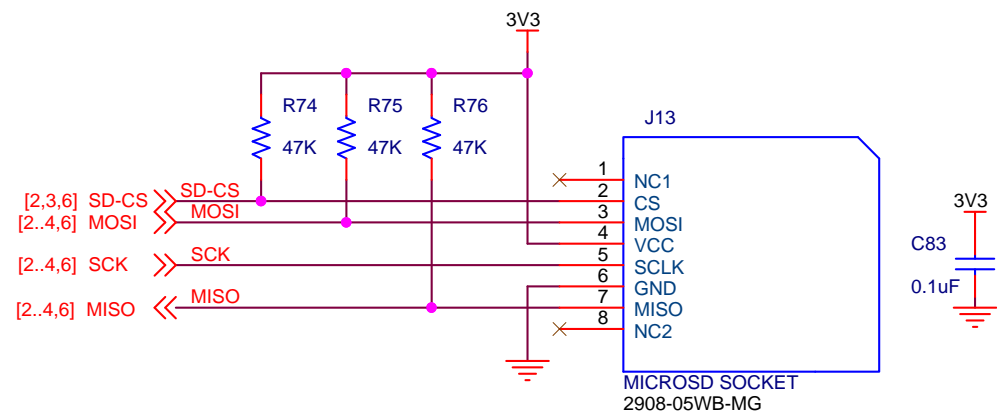 3V3
R74
R75
R76
47K
47K
47K
J13
1
NC1
[2,3,6] SD-CS
SD-CS
2
CS
[2..4,6] MOSI
MOSI
3
MOSI
4
VCC
[2..4,6] SCK
SCK
5
SCLK
6
GND
[2..4,6] MISO
MISO
7
MISO
8
NC2
MICROSD SOCKET
2908-05WB-MG
3V3
C83
0.1uF